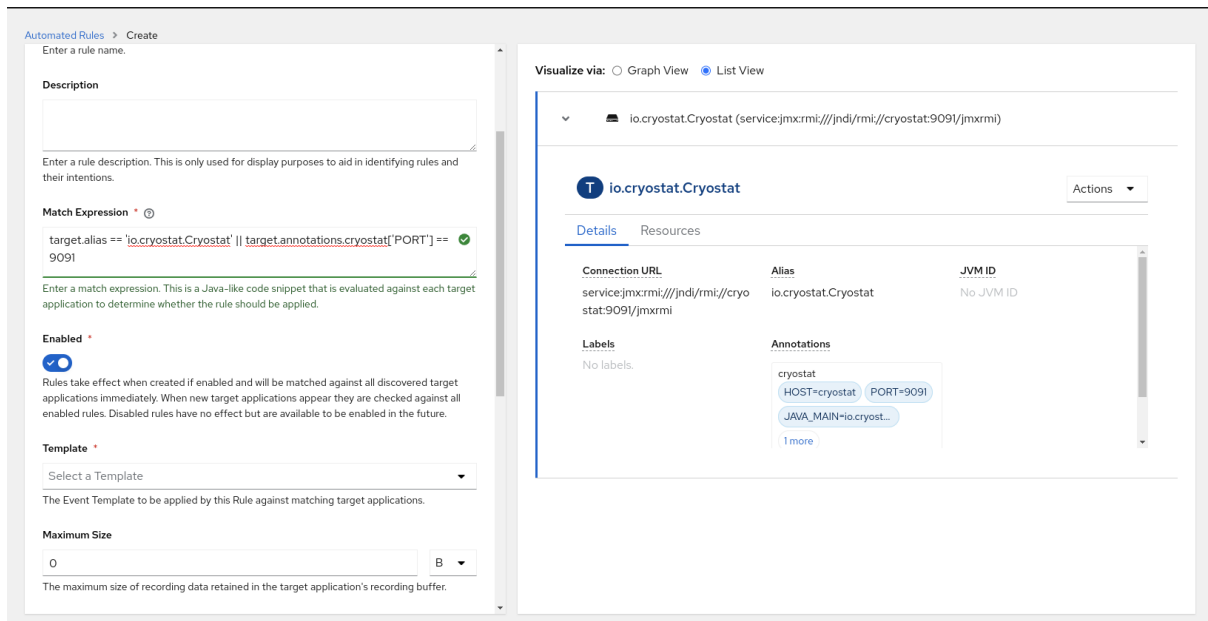 Automated Rules > Create
Enter a rule name.
Description
Enter a rule description. This is only used for display purposes to aid in identifying rules and
their intentions.
Match Expression *
target.alias == 'io.cryostat.Cryostat' || target.annotations.cryostat['PORT'] ==
9091
Enter a match expression. This is a Java-like code snippet that is evaluated against each target
application to determine whether the rule should be applied.
Enabled *
Rules take effect when created if enabled and will be matched against all discovered target
applications immediately. When new target applications appear they are checked against all
enabled rules. Disabled rules have no effect but are available to be enabled in the future.
Template *
Select a Template
The Event Template to be applied by this Rule against matching target applications.
Maximum Size
0
B
The maximum size of recording data retained in the target application's recording buffer.
Visualize via: Graph View List View
io.cryostat.Cryostat (service:jmx:rmi:///jndi/rmi://cryostat:9091/jmxrmi)
T io.cryostat.Cryostat
Actions
Details Resources
Connection URL
service:jmx:rmi:///jndi/rmi://cryo
stat:9091/jmxrmi
Alias
io.cryostat.Cryostat
JVM ID
No JVM ID
Labels
No labels.
Annotations
cryostat
HOST=cryostat PORT=9091
JAVA_MAIN=io.cryost...
1 more